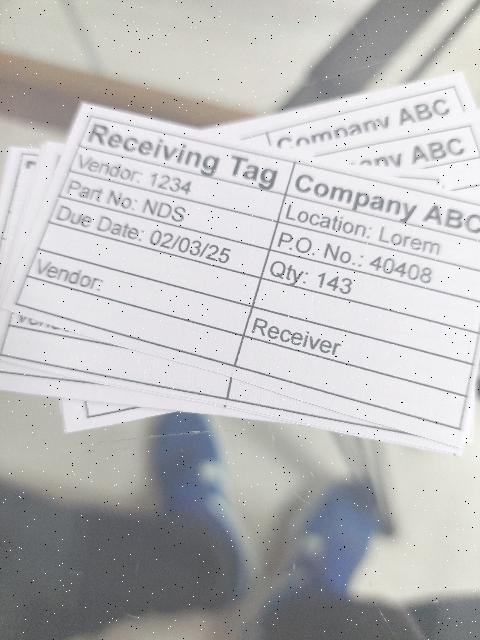 Company ABC
Company ABC
Receiving Tag Company ABC
Vendor: 1234 Location: Lorem
Part No: NDS P.O. No.: 40408
Due Date: 02/03/25 Qty: 143
Vendor: Receiver